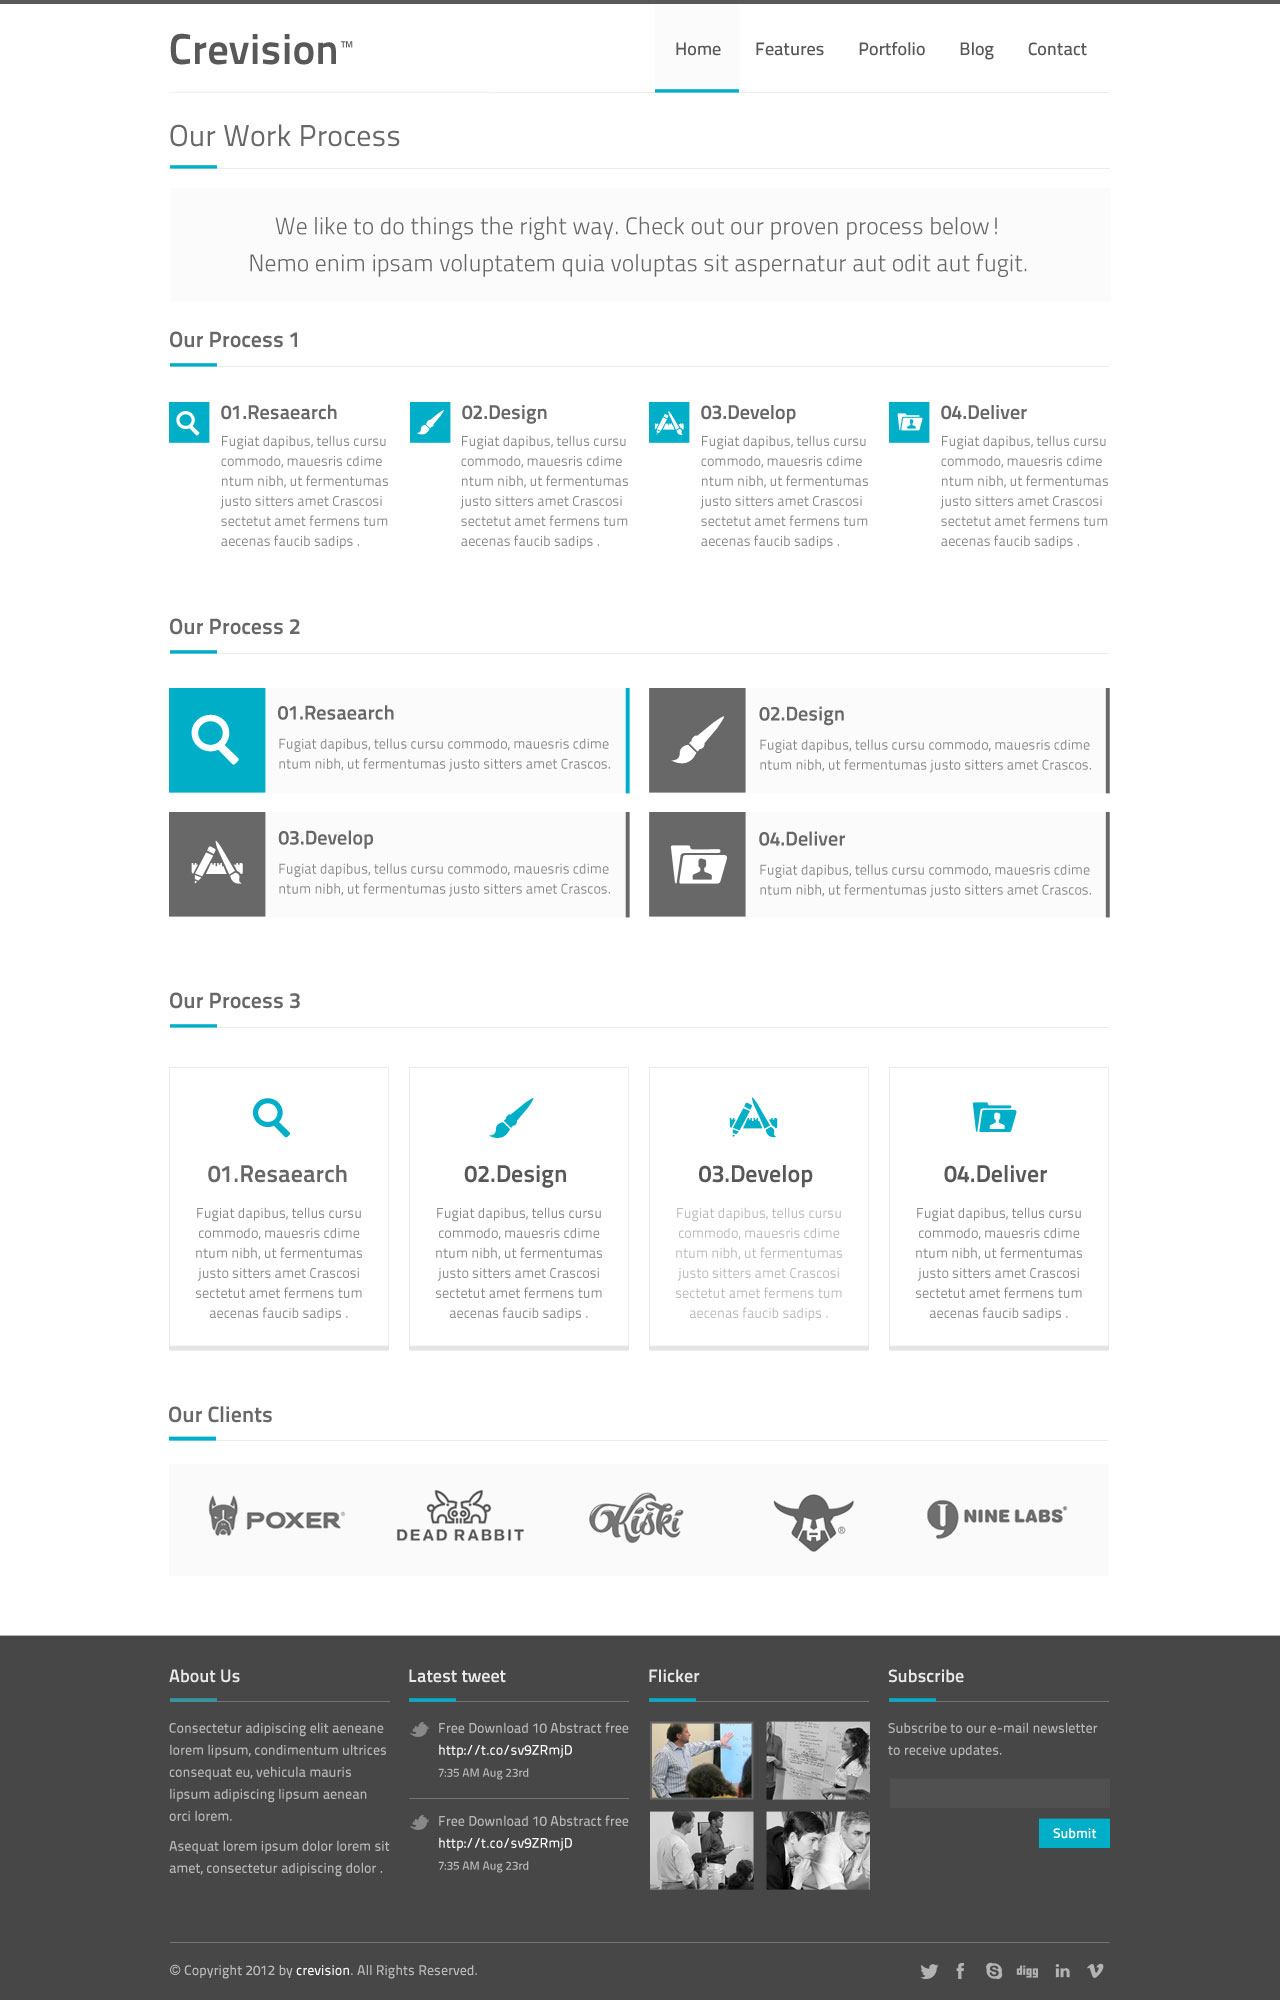 Crevision™
Home
Features
Portfolio
Blog
Contact
Our Work Process
We like to do things the right way. Check out our proven process below!
Nemo enim ipsam voluptatem quia voluptas sit aspernatur aut odit aut fugit.
Our Process 1
01.Resaearch
Fugiat dapibus, tellus cursu
commodo, mauesris cdime
ntum nibh, ut fermentumas
justo sitters amet Crascosi
sectetut amet fermens tum
aecenas faucib sadips .
02.Design
Fugiat dapibus, tellus cursu
commodo, mauesris cdime
ntum nibh, ut fermentumas
justo sitters amet Crascosi
sectetut amet fermens tum
aecenas faucib sadips .
03.Develop
Fugiat dapibus, tellus cursu
commodo, mauesris cdime
ntum nibh, ut fermentumas
justo sitters amet Crascosi
sectetut amet fermens tum
aecenas faucib sadips .
04.Deliver
Fugiat dapibus, tellus cursu
commodo, mauesris cdime
ntum nibh, ut fermentumas
justo sitters amet Crascosi
sectetut amet fermens tum
aecenas faucib sadips .
Our Process 2
01.Resaearch
Fugiat dapibus, tellus cursu commodo, mauesris cdime
ntum nibh, ut fermentumas justo sitters amet Crascos.
02.Design
Fugiat dapibus, tellus cursu commodo, mauesris cdime
ntum nibh, ut fermentumas justo sitters amet Crascos.
03.Develop
Fugiat dapibus, tellus cursu commodo, mauesris cdime
ntum nibh, ut fermentumas justo sitters amet Crascos.
04.Deliver
Fugiat dapibus, tellus cursu commodo, mauesris cdime
ntum nibh, ut fermentumas justo sitters amet Crascos.
Our Process 3
01.Resaearch
Fugiat dapibus, tellus cursu
commodo, mauesris cdime
ntum nibh, ut fermentumas
justo sitters amet Crascosi
sectetut amet fermens tum
aecenas faucib sadips .
02.Design
Fugiat dapibus, tellus cursu
commodo, mauesris cdime
ntum nibh, ut fermentumas
justo sitters amet Crascosi
sectetut amet fermens tum
aecenas faucib sadips .
03.Develop
Fugiat dapibus, tellus cursu
commodo, mauesris cdime
ntum nibh, ut fermentumas
justo sitters amet Crascosi
sectetut amet fermens tum
aecenas faucib sadips .
04.Deliver
Fugiat dapibus, tellus cursu
commodo, mauesris cdime
ntum nibh, ut fermentumas
justo sitters amet Crascosi
sectetut amet fermens tum
aecenas faucib sadips .
Our Clients
POXER
DEAD RABBIT
Kiski
®
9 NINE LABS
About Us
Consectetur adipiscing elit aeneane
lorem lipsum, condimentum ultrices
consequat eu, vehicula mauris
lipsum adipiscing lipsum aenean
orci lorem.
Asequat lorem ipsum dolor lorem sit
amet, consectetur adipiscing dolor .
Latest tweet
Free Download 10 Abstract free
http://t.co/sv9ZRmjD
7:35 AM Aug 23rd
Free Download 10 Abstract free
http://t.co/sv9ZRmjD
7:35 AM Aug 23rd
Flicker
Subscribe
Subscribe to our e-mail newsletter
to receive updates.
Submit
© Copyright 2012 by crevision. All Rights Reserved.
digg
in